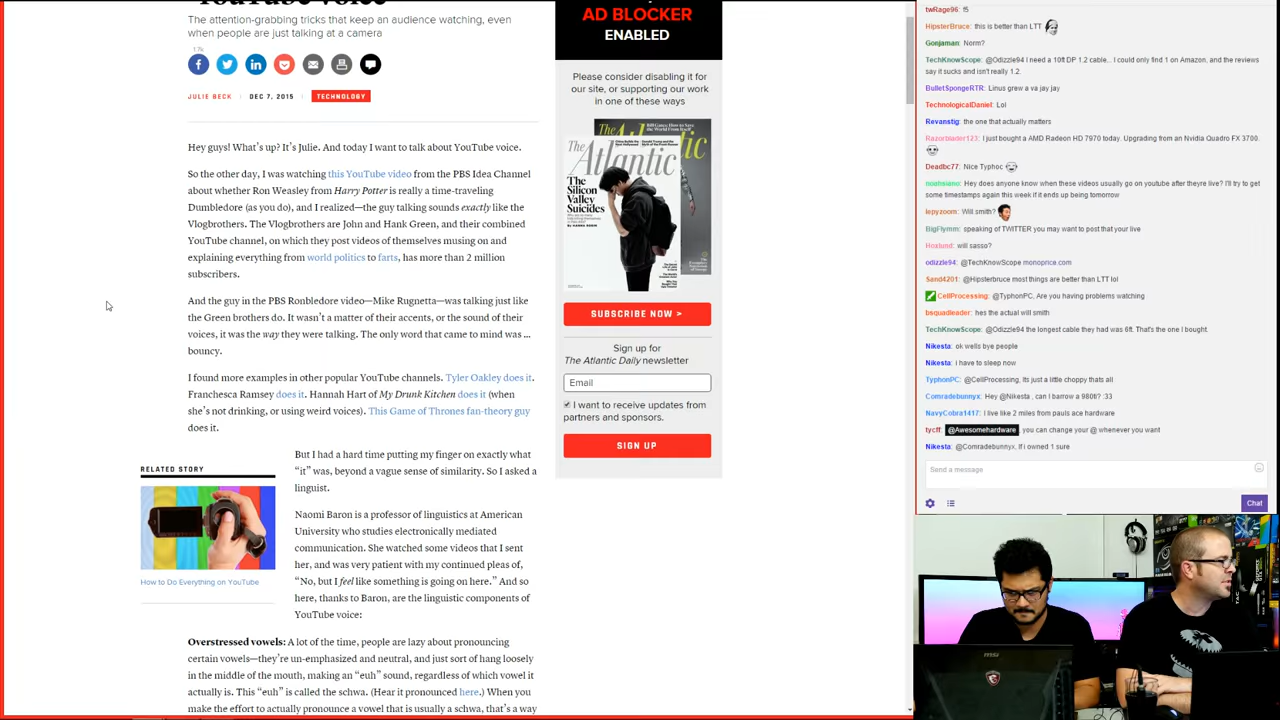 YouTube Voice'
The attention-grabbing tricks that keep an audience watching, even
when people are just talking at a camera
17k
JULIE BECK | DEC 7, 2015 | TECHNOLOGY
Hey guys! What's up? It's Julie. And today I want to talk about YouTube voice.
So the other day, I was watching this YouTube video from the PBS Idea Channel
about whether Ron Weasley from Harry Potter is really a time-traveling
Dumbledore (as you do), and I realized—the guy talking sounds exactly like the
Vlogbrothers. The Vlogbrothers are John and Hank Green, and their combined
YouTube channel, on which they post videos of themselves musing on and
explaining everything from world politics to farts, has more than 2 million
subscribers.
And the guy in the PBS Ronbledore video—Mike Rugnetta—was talking just like
the Green brothers do. It wasn't a matter of their accents, or the sound of their
voices, it was the way they were talking. The only word that came to mind was ...
bouncy.
I found more examples in other popular YouTube channels. Tyler Oakley does it.
Franchesca Ramsey does it. Hannah Hart of My Drunk Kitchen does it (when
she's not drinking, or using weird voices). This Game of Thrones fan-theory guy
does it.
RELATED STORY
How to Do Everything on YouTube
But I had a hard time putting my finger on exactly what
"it" was, beyond a vague sense of similarity. So I asked a
linguist.
Naomi Baron is a professor of linguistics at American
University who studies electronically mediated
communication. She watched some videos that I sent
her, and was very patient with my continued pleas of,
"No, but I feel like something is going on here." And so
here, thanks to Baron, are the linguistic components of
YouTube voice:
Overstressed vowels: A lot of the time, people are lazy about pronouncing
certain vowels—they're un-emphasized and neutral, and just sort of hang loosely
in the middle of the mouth, making an "euh" sound, regardless of which vowel it
actually is. This "euh" is called the schwa. (Hear it pronounced here.) When you
make the effort to actually pronounce a vowel that is usually a schwa, that's a way
AD BLOCKER
ENABLED
Please consider disabling it for
our site, or supporting our work
in one of these ways
The Atlantic
The
Silicon
Valley
Suicides
SUBSCRIBE NOW >
Sign up for
The Atlantic Daily newsletter
Email
I want to receive updates from
partners and sponsors.
SIGN UP
twRage96: f5
HipsterBruce: this is better than LTT
Gonjaman: Norm?
TechKnowScope: @Odizzle94 I need a 10ft DP 1.2 cable... I could only find 1 on Amazon, and the reviews
say it sucks and isn't really 1.2.
BulletSpongeRTR: Linus grew a va jay jay
TechnologicalDaniel: Lol
Revanstig: the one that actually matters
Razorblader123: I just bought a AMD Radeon HD 7970 today. Upgrading from an Nvidia Quadro FX 3700.
Deadbc77: Nice Typhoc
noahsiano: Hey does anyone know when these videos usually go on youtube after theyre live? I'll try to get
some timestamps again this week if it ends up being tomorrow
lepyzoom: Will smith?
BigFlymm: speaking of TWITTER you may want to post that your live
Hoxlund: will sasso?
odizzle94: @TechKnowScope monoprice.com
Sand4201: @Hipsterbruce most things are better than LTT lol
CellProcessing: @TyphonPC, Are you having problems watching
bsquadleader: hes the actual will smith
TechKnowScope: @Odizzle94 the longest cable they had was 6ft. That's the one I bought.
Nikesta: ok wells bye people
Nikesta: i have to sleep now
TyphonPC: @CellProcessing, Its just a little choppy thats all
Comradebunnyx: Hey @Nikesta , can I barrow a 980ti? :33
NavyCobra1417: I live like 2 miles from pauls ace hardware
tycff: @Awesomehardware you can change your @ whenever you want
Nikesta: @Comradebunnyx, if i owned 1 sure
Send a message
Chat
msi